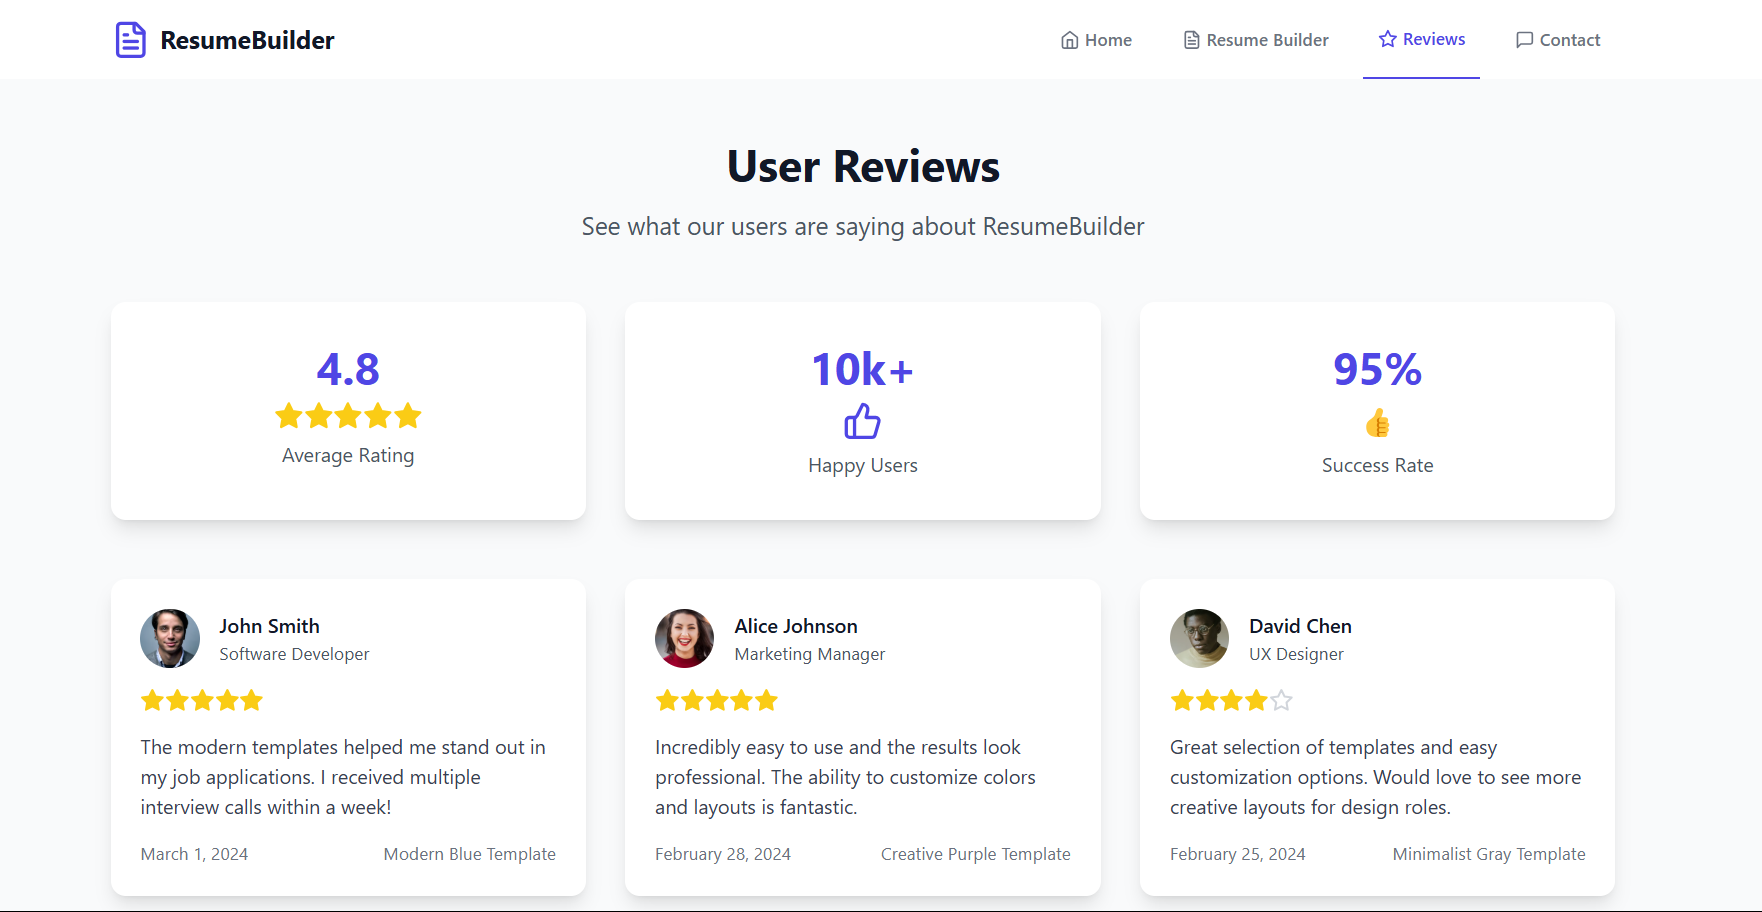 ResumeBuilder
Home
Resume Builder
Reviews
Contact
User Reviews
See what our users are saying about ResumeBuilder
4.8
Average Rating
10k+
Happy Users
95%
Success Rate
John Smith
Software Developer
The modern templates helped me stand out in
my job applications. I received multiple
interview calls within a week!
March 1, 2024
Modern Blue Template
Alice Johnson
Marketing Manager
Incredibly easy to use and the results look
professional. The ability to customize colors
and layouts is fantastic.
February 28, 2024
Creative Purple Template
David Chen
UX Designer
Great selection of templates and easy
customization options. Would love to see more
creative layouts for design roles.
February 25, 2024
Minimalist Gray Template